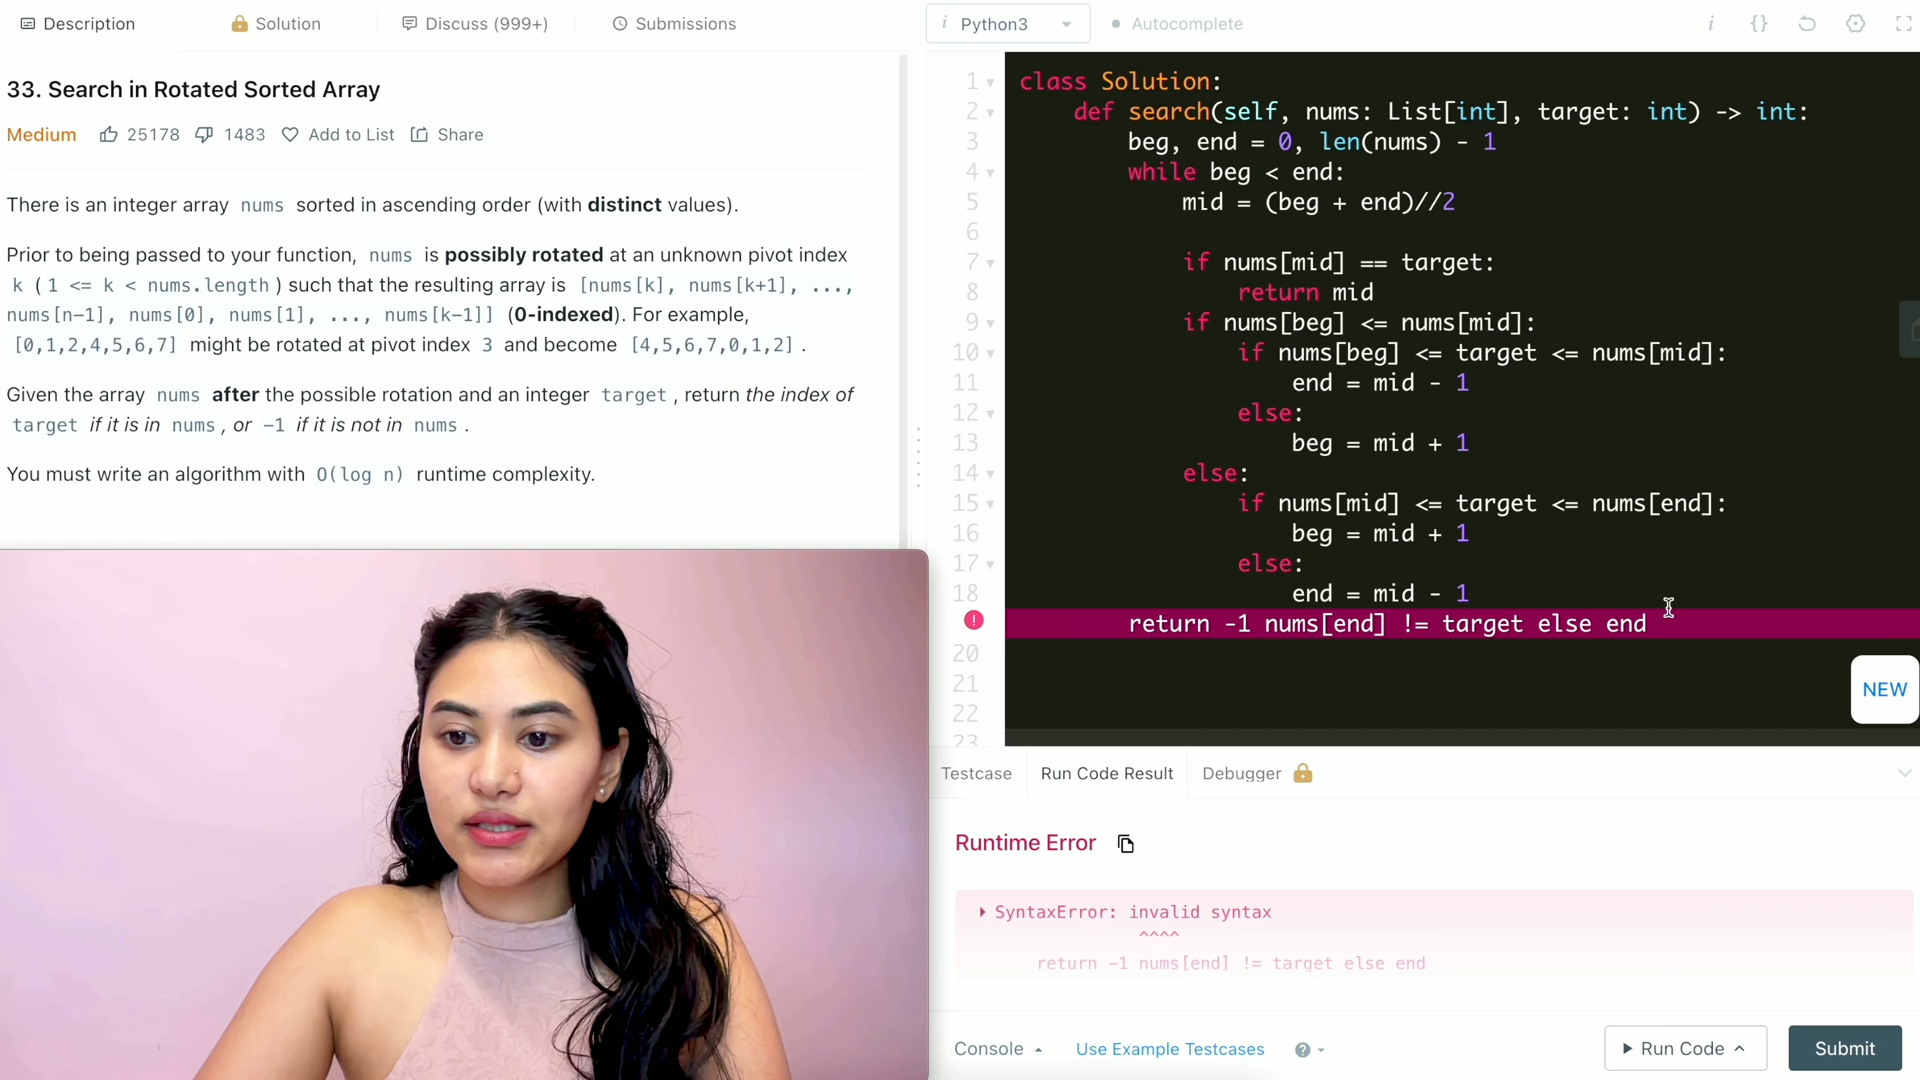 Description
Solution
Discuss (999+)
Submissions
33. Search in Rotated Sorted Array
Medium 25178 1483 Add to List Share
There is an integer array nums sorted in ascending order (with distinct values).
Prior to being passed to your function, nums is possibly rotated at an unknown pivot index
k (1 <= k < nums.length) such that the resulting array is [nums[k], nums[k+1], ...,
nums[n-1], nums[0], nums[1], ..., nums[k-1]] (0-indexed). For example,
[0,1,2,4,5,6,7] might be rotated at pivot index 3 and become [4,5,6,7,0,1,2].
Given the array nums after the possible rotation and an integer target, return the index of
target if it is in nums, or -1 if it is not in nums.
You must write an algorithm with O(log n) runtime complexity.
i Python3
Autocomplete
i {}
1 class Solution:
2 def search(self, nums: List[int], target: int) -> int:
3 beg, end = 0, len(nums) - 1
4 while beg < end:
5 mid = (beg + end)//2
6
7 if nums[mid] == target:
8 return mid
9 if nums[beg] <= nums[mid]:
10 if nums[beg] <= target <= nums[mid]:
11 end = mid - 1
12 else:
13 beg = mid + 1
14 else:
15 if nums[mid] <= target <= nums[end]:
16 beg = mid + 1
17 else:
18 end = mid - 1
! return -1 nums[end] != target else end
20
21
22
23
NEW
Testcase
Run Code Result
Debugger
Runtime Error
SyntaxError: invalid syntax
^^^^
return -1 nums[end] != target else end
Console
Use Example Testcases
?
Run Code
Submit